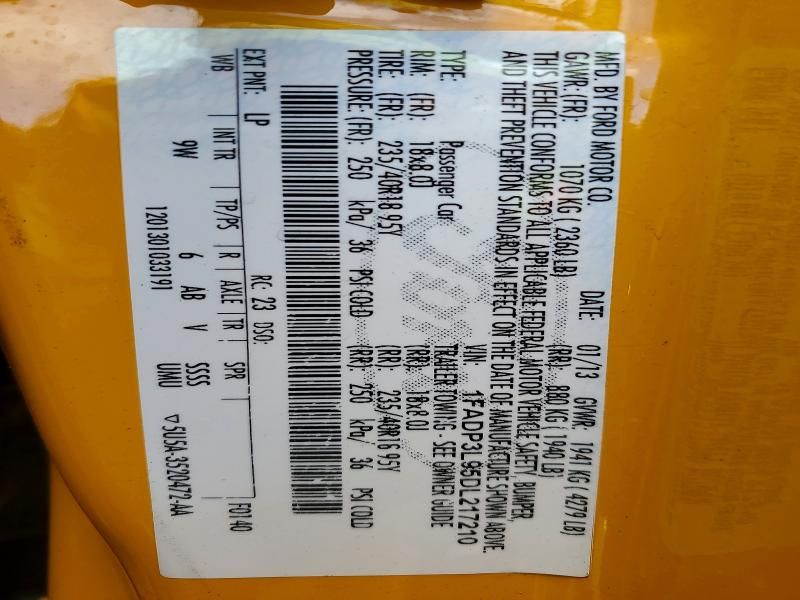 MFD. BY FORD MOTOR CO.
DATE: 01/13 GVWR: 1941 KG ( 4279 LB)
GAWR: (FR): 1070 KG ( 2360 LB) (RR): 880 KG ( 1940 LB)
THIS VEHICLE CONFORMS TO ALL APPLICABLE FEDERAL MOTOR VEHICLE SAFETY, BUMPER,
AND THEFT PREVENTION STANDARDS IN EFFECT ON THE DATE OF MANUFACTURE SHOWN ABOVE.
VIN: 1FADP3L95DL217210
TYPE: Passenger Car TRAILER TOWING - SEE OWNER GUIDE
RIM: (FR): 18x8.0J (RR): 18x8.0J
TIRE: (FR): 235/40R18 95Y (RR): 235/40R18 95Y
PRESSURE: (FR): 250 kPa/ 36 PSI COLD (RR): 250 kPa/ 36 PSI COLD
EXT PNT: LP RC: 23 DSO: F0140
WB INT TR TP/PS R AXLE TR SPR
9W 6 AB V SSSS
1201301033191 UMU ▽5U5A-3520472-AA